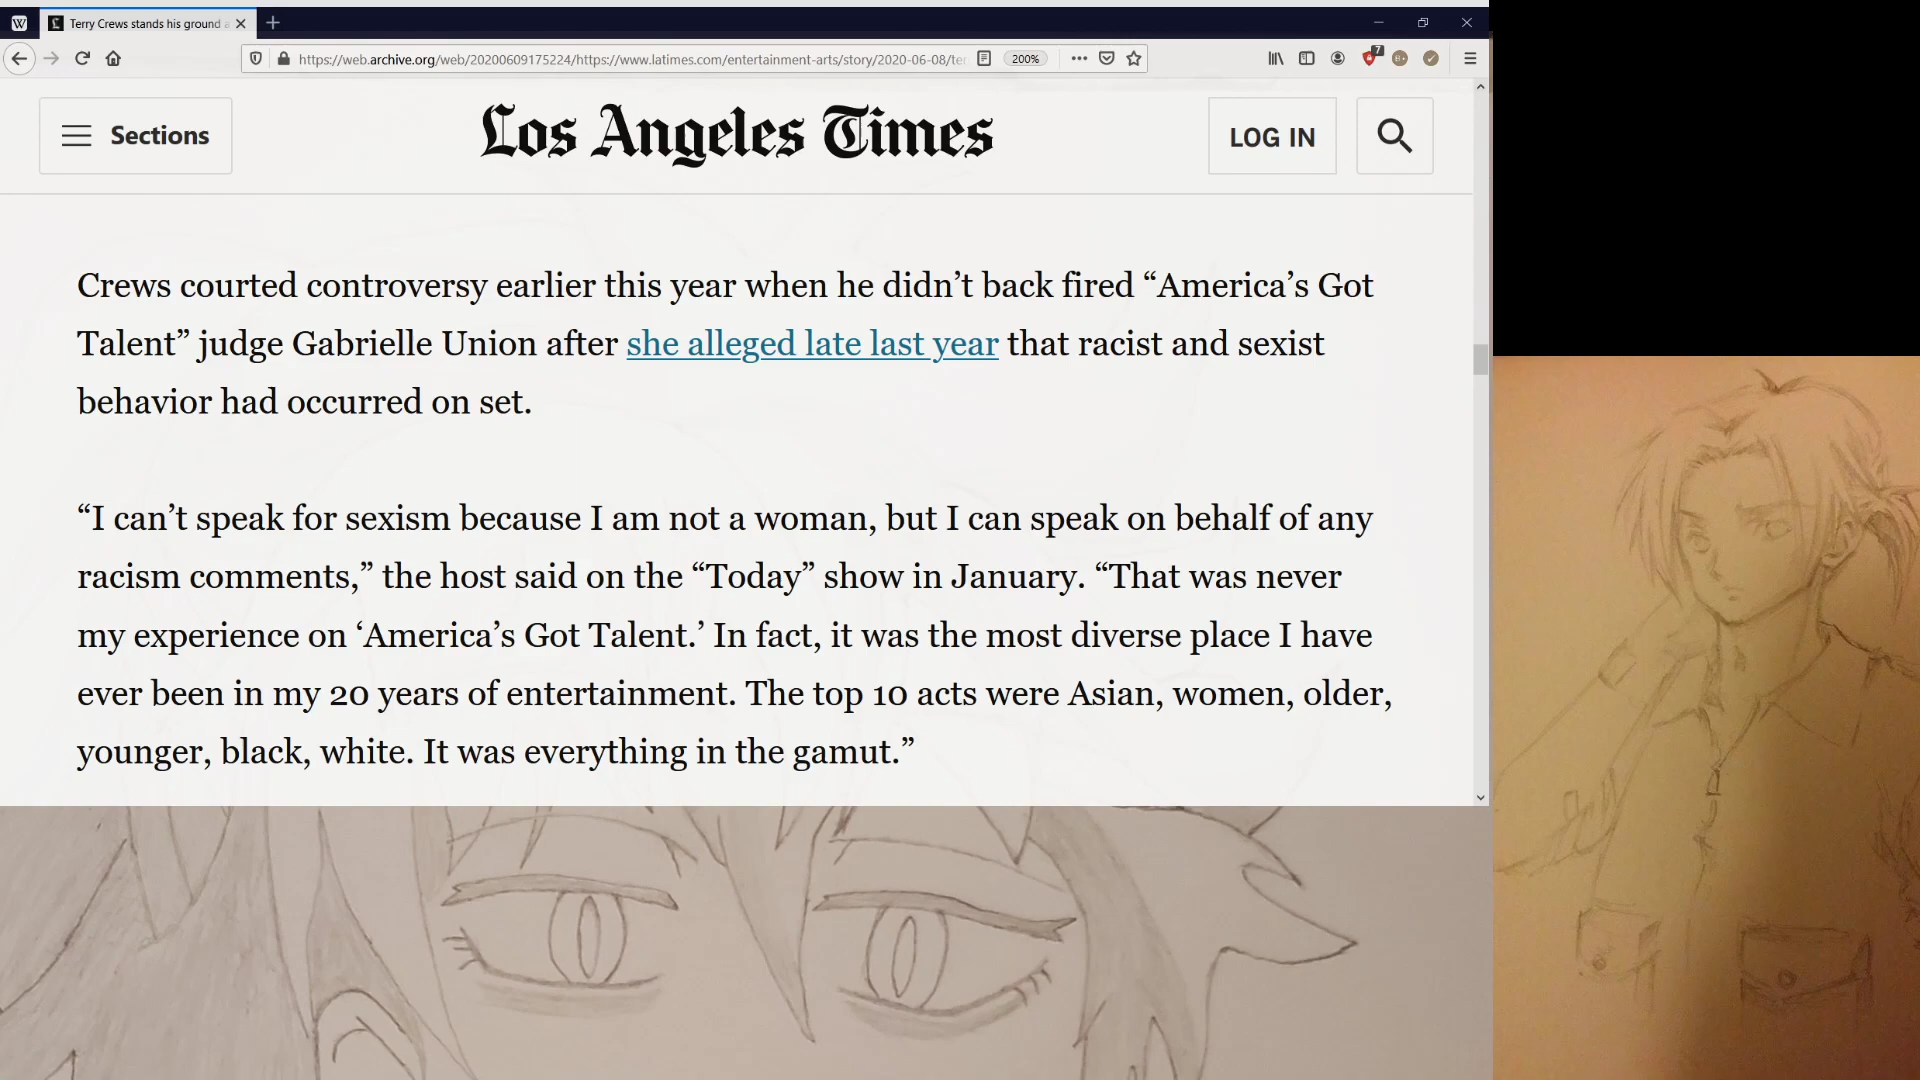 Terry Crews stands his ground
https://web.archive.org/web/20200609175224/https://www.latimes.com/entertainment-arts/story/2020-06-08/te
200%
7
Sections
Los Angeles Times
LOG IN
Crews courted controversy earlier this year when he didn’t back fired “America’s Got
Talent” judge Gabrielle Union after she alleged late last year that racist and sexist
behavior had occurred on set.
“I can’t speak for sexism because I am not a woman, but I can speak on behalf of any
racism comments,” the host said on the “Today” show in January. “That was never
my experience on ‘America’s Got Talent.’ In fact, it was the most diverse place I have
ever been in my 20 years of entertainment. The top 10 acts were Asian, women, older,
younger, black, white. It was everything in the gamut.”